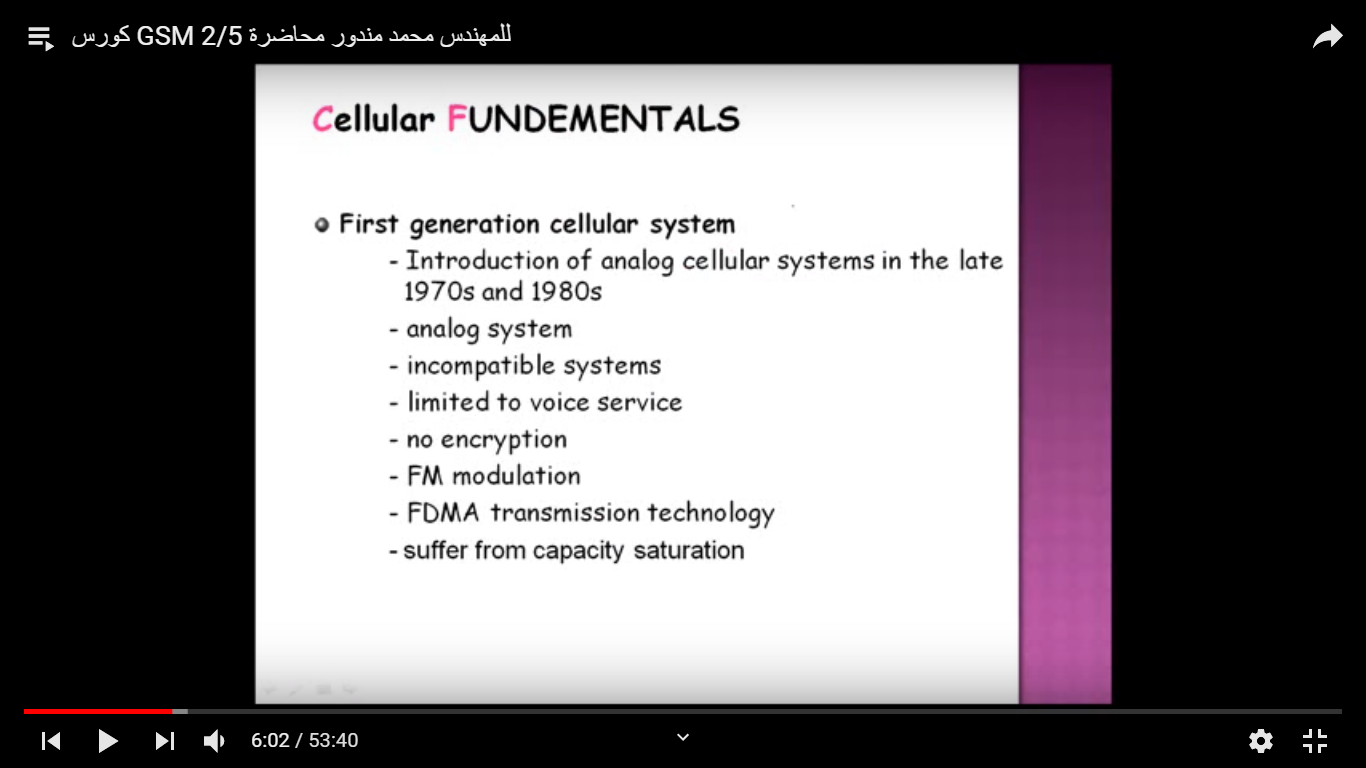 كورس GSM 2/5 للمهندس محمد مندور محاضرة
Cellular FUNDEMENTALS
First generation cellular system
- Introduction of analog cellular systems in the late
1970s and 1980s
- analog system
- incompatible systems
- limited to voice service
- no encryption
- FM modulation
- FDMA transmission technology
- suffer from capacity saturation
6:02 / 53:40